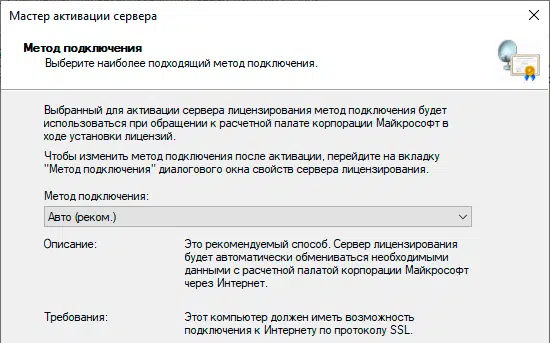 Мастер активации сервера
Метод подключения
Выберите наиболее подходящий метод подключения.
Выбранный для активации сервера лицензирования метод подключения будет
использоваться при обращении к расчетной палате корпорации Майкрософт в
ходе установки лицензий.
Чтобы изменить метод подключения после активации, перейдите на вкладку
"Метод подключения" диалогового окна свойств сервера лицензирования.
Метод подключения:
Авто (реком.)
Описание: Это рекомендуемый способ. Сервер лицензирования
будет автоматически обмениваться необходимыми
данными с расчетной палатой корпорации Майкрософт
через Интернет.
Требования: Этот компьютер должен иметь возможность
подключения к Интернету по протоколу SSL.